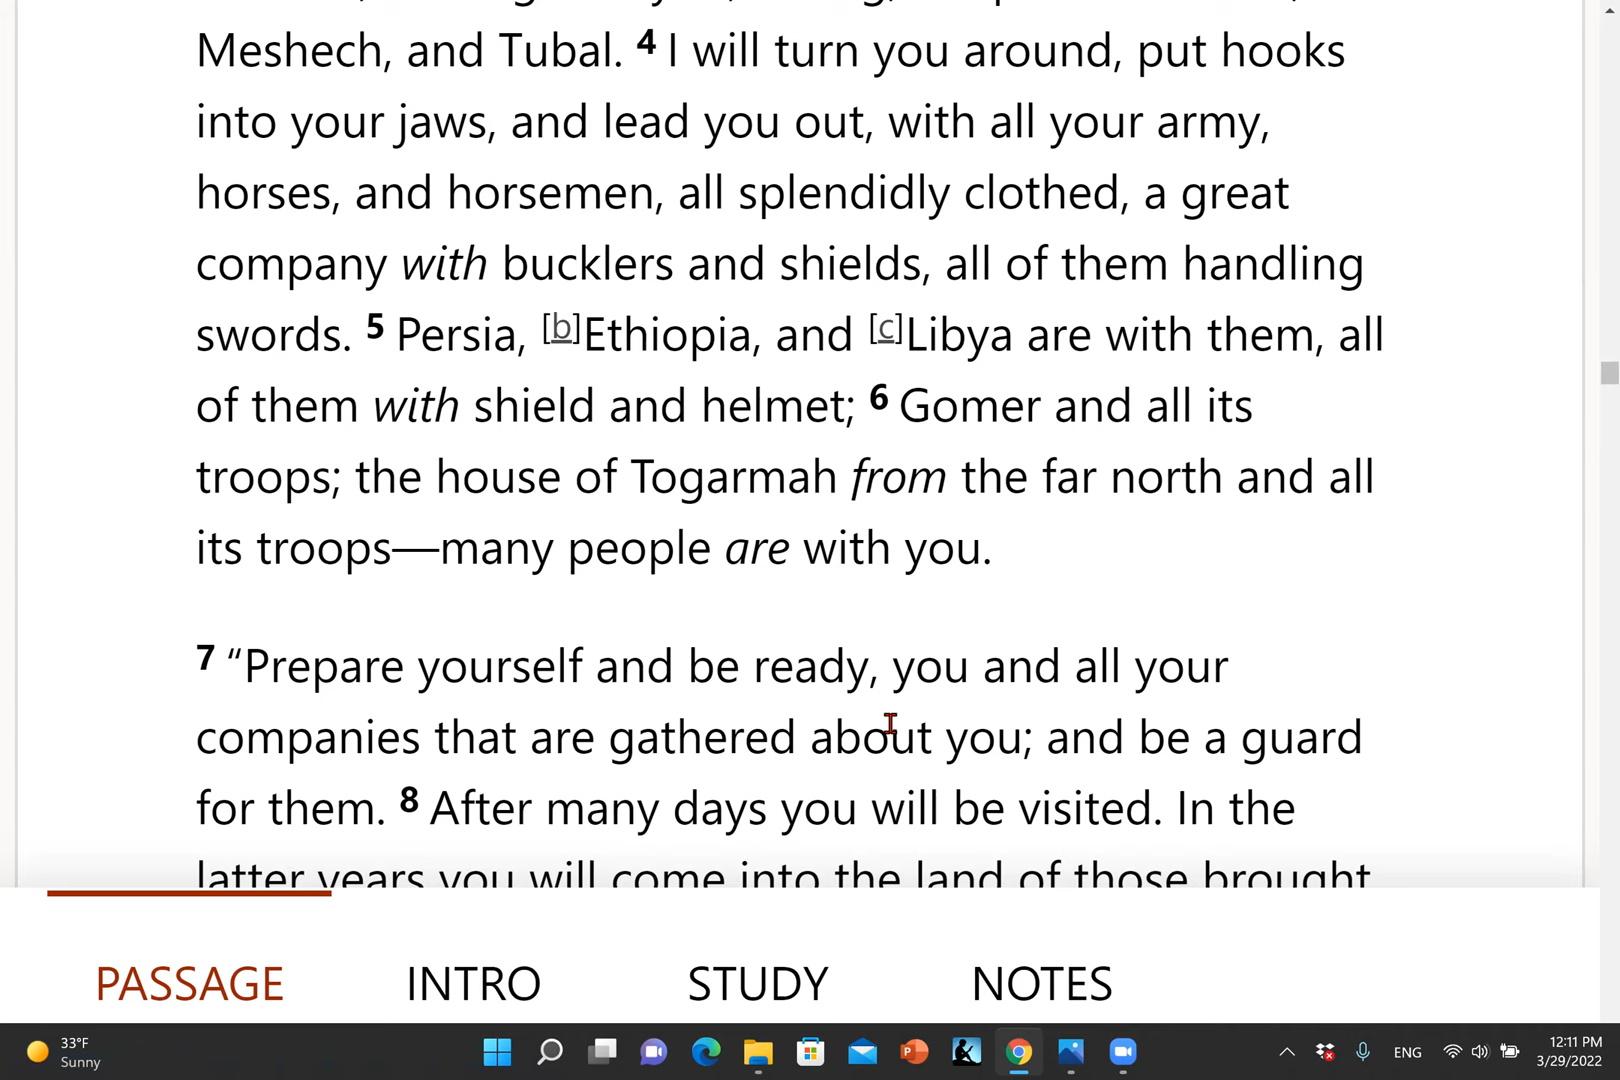 Meshech, and Tubal. 4 I will turn you around, put hooks
into your jaws, and lead you out, with all your army,
horses, and horsemen, all splendidly clothed, a great
company with bucklers and shields, all of them handling
swords. 5 Persia, [b]Ethiopia, and [c]Libya are with them, all
of them with shield and helmet; 6 Gomer and all its
troops; the house of Togarmah from the far north and all
its troops—many people are with you.
7 “Prepare yourself and be ready, you and all your
companies that are gathered about you; and be a guard
for them. 8 After many days you will be visited. In the
latter years you will come into the land of those brought
PASSAGE INTRO STUDY NOTES
33°F
Sunny
ENG
12:11 PM
3/29/2022